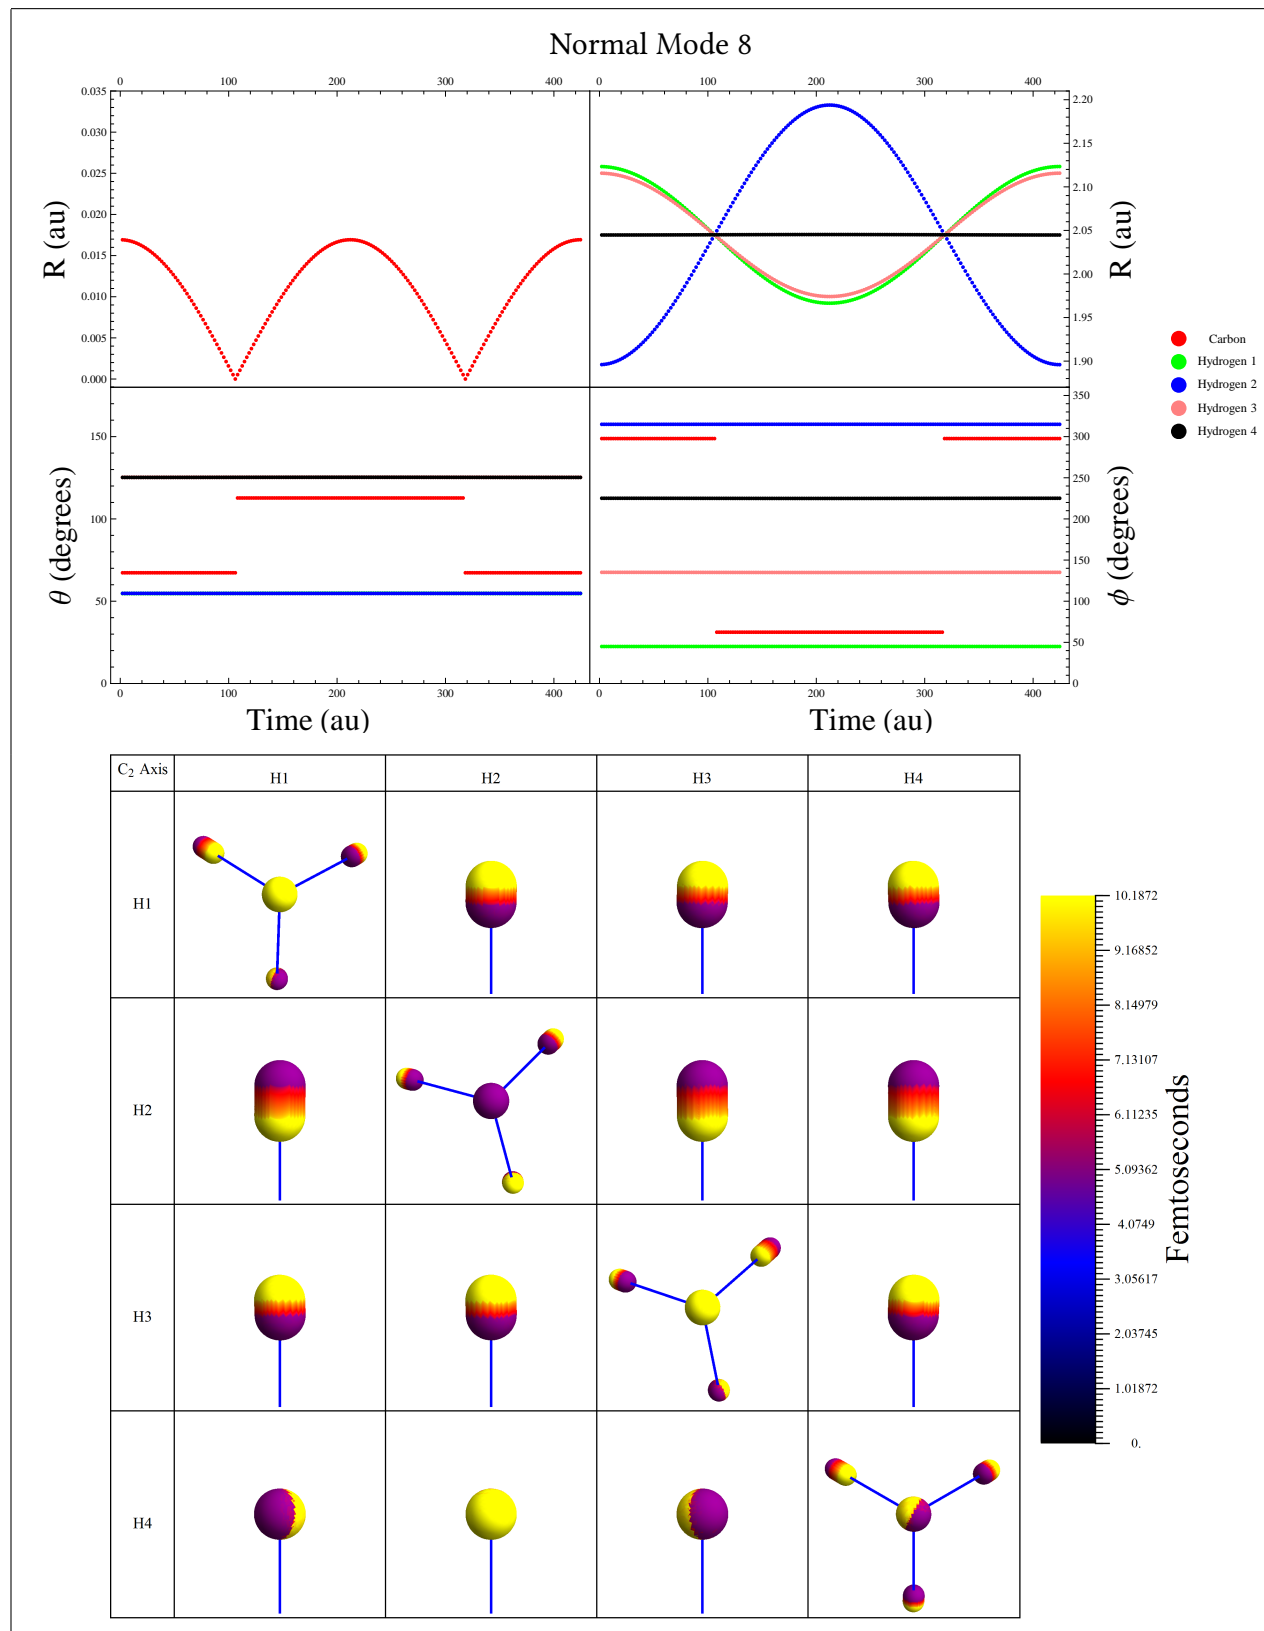 Normal Mode 8
0 100 200 300 400
0 100 200 300 400
0.035
0.030
0.025
0.020
0.015
0.010
0.005
0.000
R (au)
2.20
2.15
2.10
2.05
2.00
1.95
1.90
R (au)
Carbon
Hydrogen 1
Hydrogen 2
Hydrogen 3
Hydrogen 4
150
100
50
0
θ (degrees)
350
300
250
200
150
100
50
0
ϕ (degrees)
0 100 200 300 400
0 100 200 300 400
Time (au)
Time (au)
C2 Axis H1 H2 H3 H4
H1
H2
H3
H4
10.1872
9.16852
8.14979
7.13107
6.11235
5.09362
4.0749
3.05617
2.03745
1.01872
0.
Femtoseconds